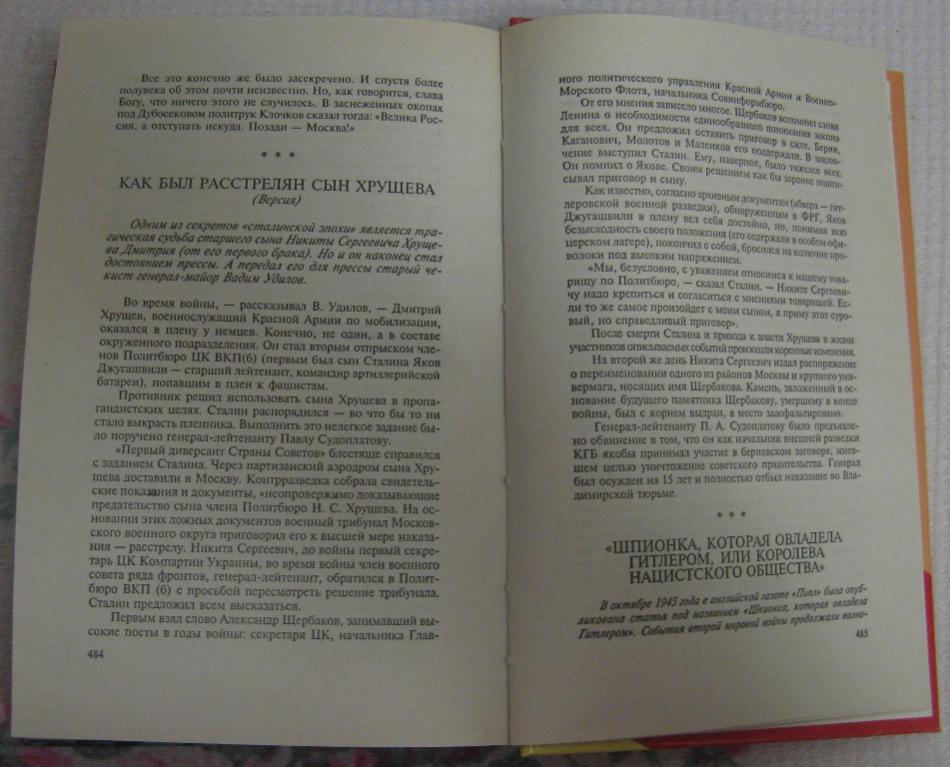 Все это конечно же было засекречено. И спустя более
полувека об этом почти неизвестно. Но, как говорится, слава
Богу, что ничего этого не случилось. В заснеженных окопах
под Дубосековом политрук Клочков сказал тогда: «Велика Рос-
сия, а отступать некуда. Позади — Москва!»
* * *
КАК БЫЛ РАССТРЕЛЯН СЫН ХРУЩЕВА
(Версия)
Одним из секретов «сталинской эпохи» является тра-
гическая судьба старшего сына Никиты Сергеевича Хруще-
ва Дмитрия (от его первого брака). Но и он наконец стал
достоянием прессы. А передал его для прессы старый че-
кист генерал-майор Вадим Удилов.
Во время войны, — рассказывал В. Удилов, — Дмитрий
Хрущев, военнослужащий Красной Армии по мобилизации,
оказался в плену у немцев. Конечно, не один, а в составе
окруженного подразделения. Он стал вторым отпрыском чле-
нов Политбюро ЦК ВКП(б) (первым был сын Сталина Яков
Джугашвили — старший лейтенант, командир артиллерийской
батареи), попавшим в плен к фашистам.
Противник решил использовать сына Хрущева в пропа-
гандистских целях. Сталин распорядился — во что бы то ни
стало выкрасть пленника. Выполнить это нелегкое задание бы-
ло поручено генерал-лейтенанту Павлу Судоплатову.
«Первый диверсант Страны Советов» блестяще справился
с заданием Сталина. Через партизанский аэродром сына Хру-
щева доставили в Москву. Контрразведка собрала свидетель-
ские показания и документы, «неопровержимо доказывающие
предательство сына члена Политбюро Н. С. Хрущева. На ос-
новании этих ложных документов военный трибунал Москов-
ского военного округа приговорил его к высшей мере наказа-
ния — расстрелу. Никита Сергеевич, до войны первый секре-
тарь ЦК Компартии Украины, во время войны член военного
совета ряда фронтов, генерал-лейтенант, обратился в Полит-
бюро ВКП (б) с просьбой пересмотреть решение трибунала.
Сталин предложил всем высказаться.
Первым взял слово Александр Щербаков, занимавший вы-
сокие посты в годы войны: секретаря ЦК, начальника Глав-
484
ного политического управления Красной Армии и Военно-
Морского Флота, начальника Совинформбюро.
От его мнения зависело многое. Щербаков вспомнил слова
Ленина о необходимости единообразного понимания закона
для всех. Он предложил оставить приговор в силе. Берия,
Каганович, Молотов и Маленков его поддержали. В заклю-
чение выступил Сталин. Ему, наверное, было тяжелее всех.
Он помнил о Якове. Своим решением как бы заранее подпи-
сывал приговор и сыну.
Как известно, согласно архивным документам (абвера — гит-
леровской военной разведки), обнаруженным в ФРГ, Яков
Джугашвили в плену вел себя достойно, но, понимая всю
безысходность своего положения (его содержали в особом офи-
церском лагере), покончил с собой, бросился на колючие про-
волоки под высоким напряжением.
«Мы, безусловно, с уважением относимся к нашему това-
рищу по Политбюро, — сказал Сталин. — Никите Сергееви-
чу надо крепиться и согласиться с мнениями товарищей. Ес-
ли то же самое произойдет с моим сыном, я приму этот суро-
вый, но справедливый приговор».
После смерти Сталина и прихода к власти Хрущева в жизни
участников описываемых событий произошли коренные изменения.
На второй же день Никита Сергеевич издал распоряжение
о переименовании одного из районов Москвы и крупного уни-
вермага, носящих имя Щербакова. Камень, заложенный в ос-
нование будущего памятника Щербакову, умершему в конце
войны, был с корнем выдран, а место заасфальтировано.
Генерал-лейтенанту П. А. Судоплатову было предъявле-
но обвинение в том, что он как начальник внешней разведки
КГБ якобы принимал участие в бериевском заговоре, имев-
шем целью уничтожение советского правительства. Генерал
был осужден на 15 лет и полностью отбыл наказание во Вла-
димирской тюрьме.
* * *
«ШПИОНКА, КОТОРАЯ ОВЛАДЕЛА
ГИТЛЕРОМ, ИЛИ КОРОЛЕВА
НАЦИСТСКОГО ОБЩЕСТВА»
В октябре 1945 года в английской газете «Пипл» была опуб-
ликована статья под названием «Шпионка, которая овладела
Гитлером». События второй мировой войны продолжали волно-
485